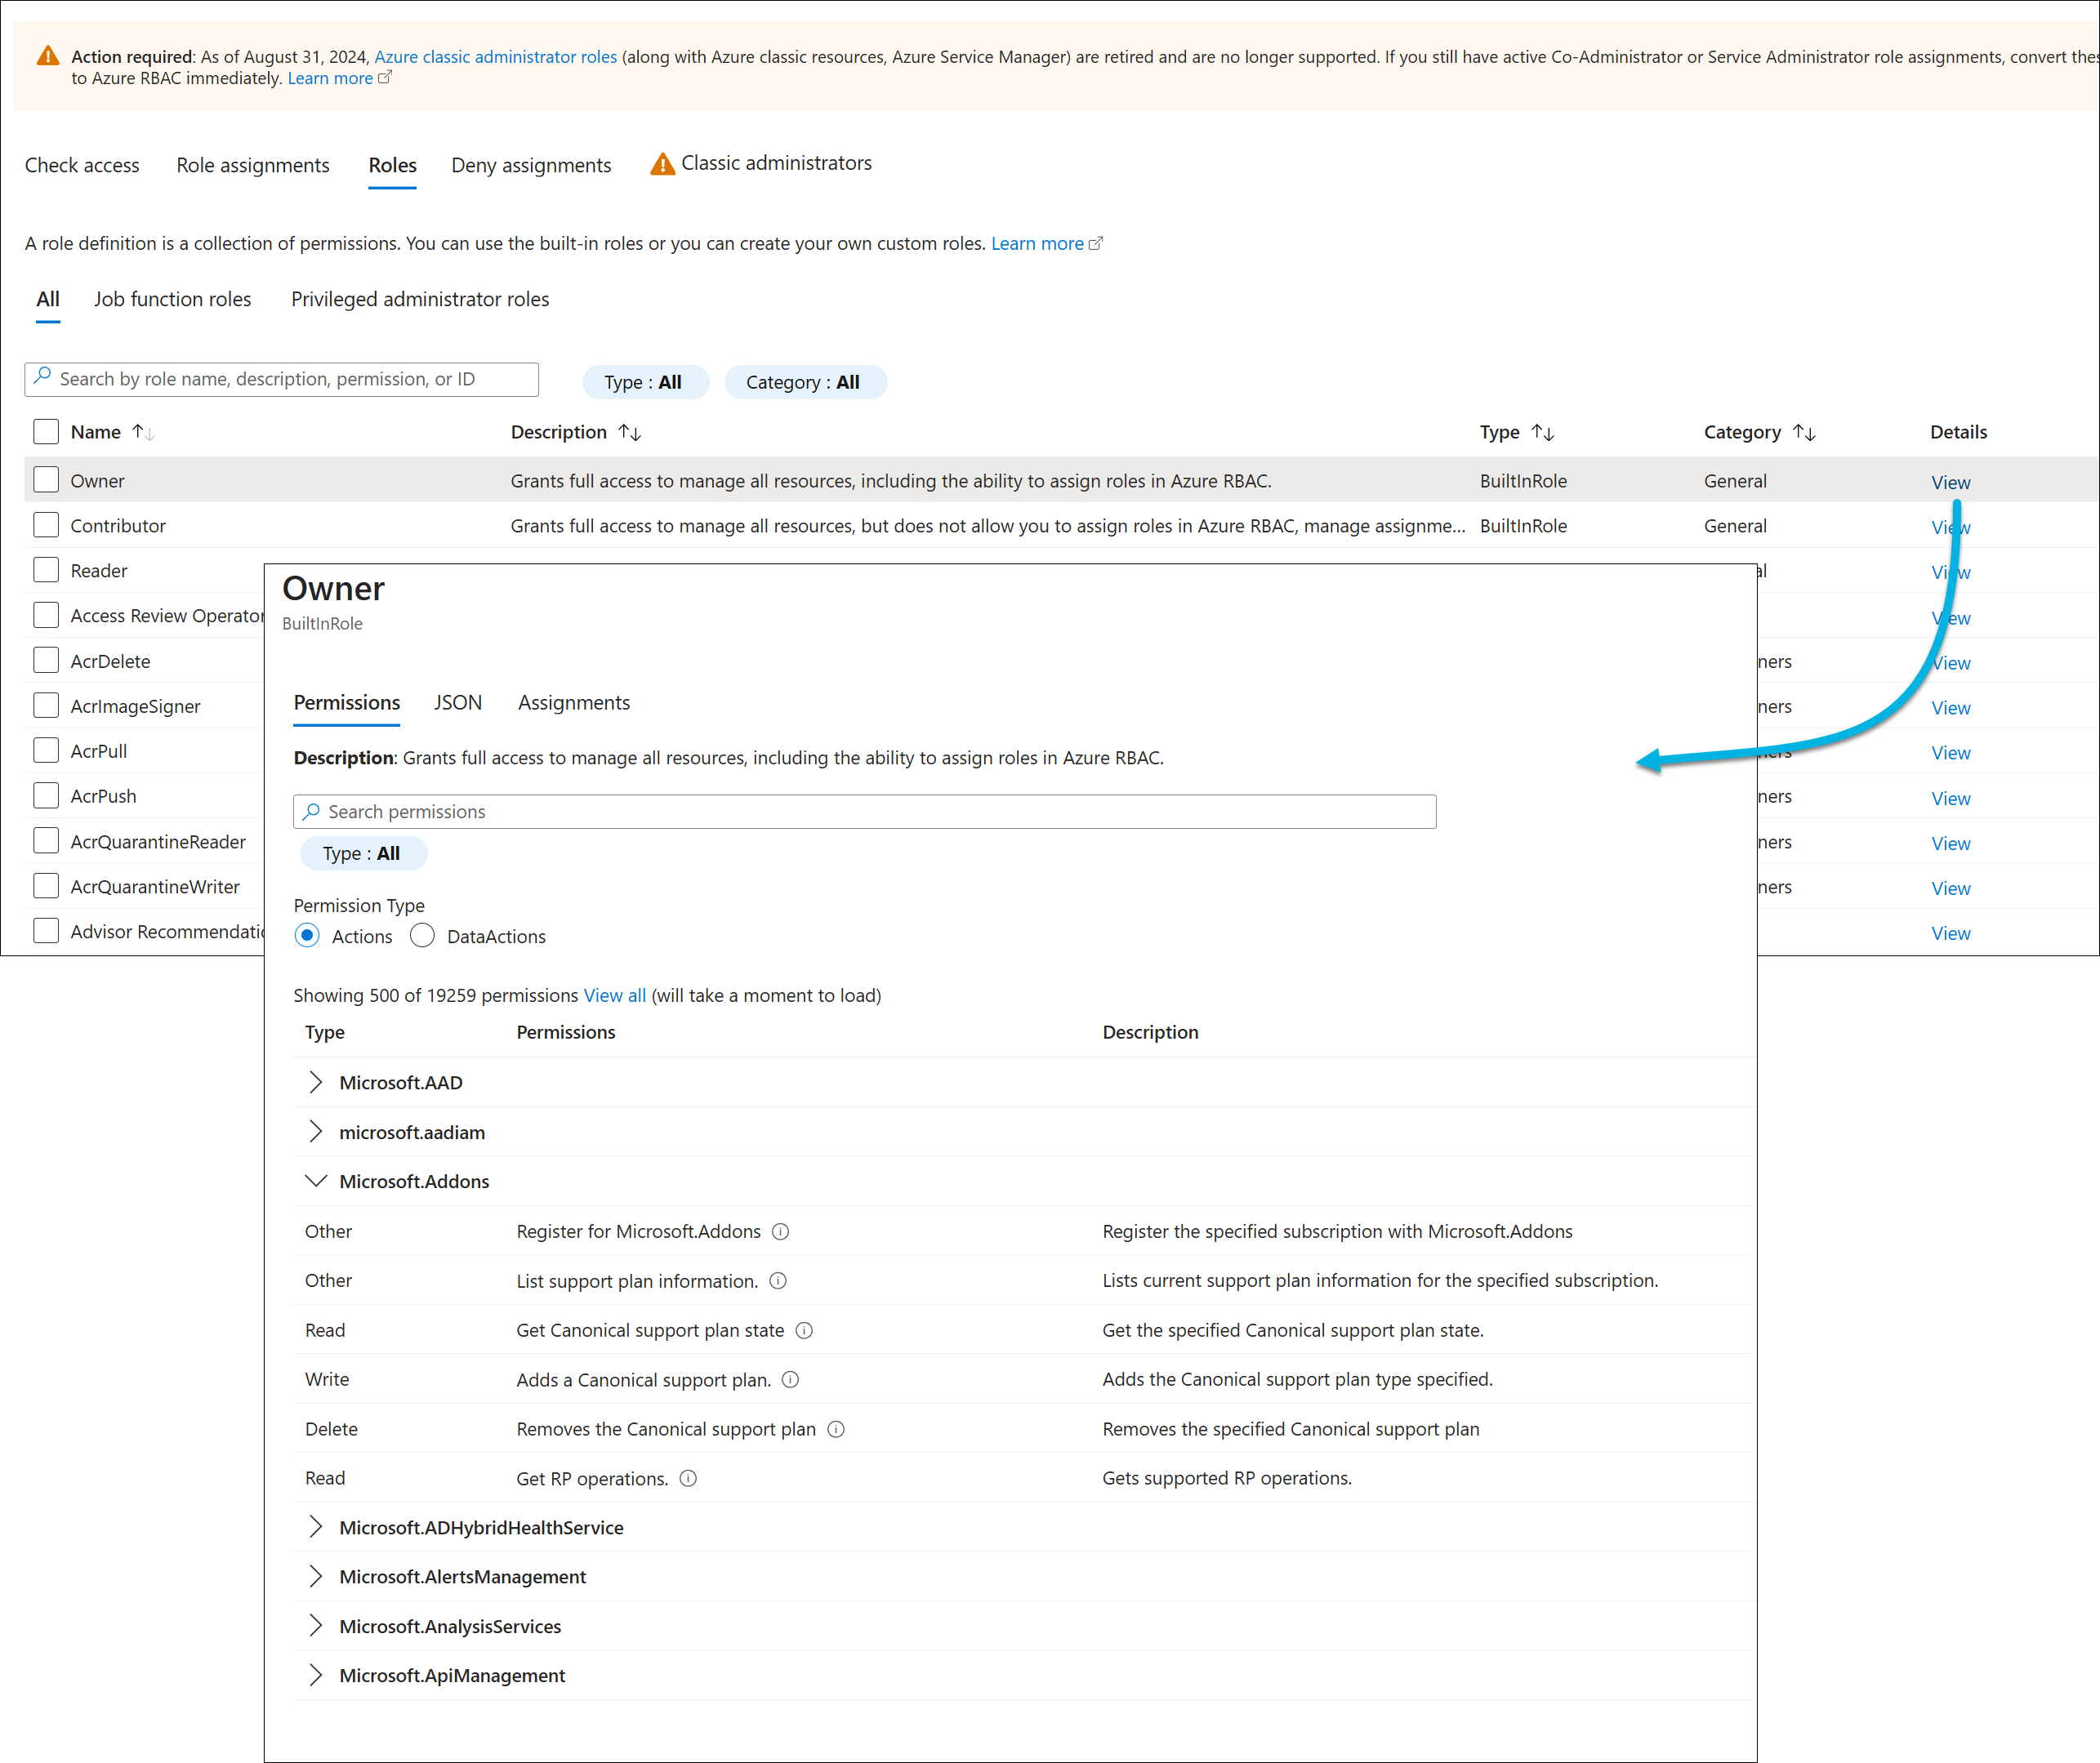 Action required: As of August 31, 2024, Azure classic administrator roles (along with Azure classic resources, Azure Service Manager) are retired and are no longer supported. If you still have active Co-Administrator or Service Administrator role assignments, convert
to Azure RBAC immediately. Learn more
Check access Role assignments Roles Deny assignments Classic administrators
A role definition is a collection of permissions. You can use the built-in roles or you can create your own custom roles. Learn more
All Job function roles Privileged administrator roles
Search by role name, description, permission, or ID Type : All Category : All
Name Description Type Category Details
Owner Grants full access to manage all resources, including the ability to assign roles in Azure RBAC. BuiltInRole General View
Contributor Grants full access to manage all resources, but does not allow you to assign roles in Azure RBAC, manage assignme... BuiltInRole General View
Reader View
Access Review Operator View
AcrDelete View
AcrImageSigner View
AcrPull View
AcrPush View
AcrQuarantineReader View
AcrQuarantineWriter View
Advisor View
Owner
BuiltInRole
Permissions JSON Assignments
Description: Grants full access to manage all resources, including the ability to assign roles in Azure RBAC.
Search permissions
Type : All
Permission Type
Actions DataActions
Showing 500 of 19259 permissions View all (will take a moment to load)
Type Permissions Description
Microsoft.AAD
microsoft.aadiam
Microsoft.Addons
Other Register for Microsoft.Addons Register the specified subscription with Microsoft.Addons
Other List support plan information. Lists current support plan information for the specified subscription.
Read Get Canonical support plan state Get the specified Canonical support plan state.
Write Adds a Canonical support plan. Adds the Canonical support plan type specified.
Delete Removes the Canonical support plan Removes the specified Canonical support plan
Read Get RP operations. Gets supported RP operations.
Microsoft.ADHybridHealthService
Microsoft.AlertsManagement
Microsoft.AnalysisServices
Microsoft.ApiManagement